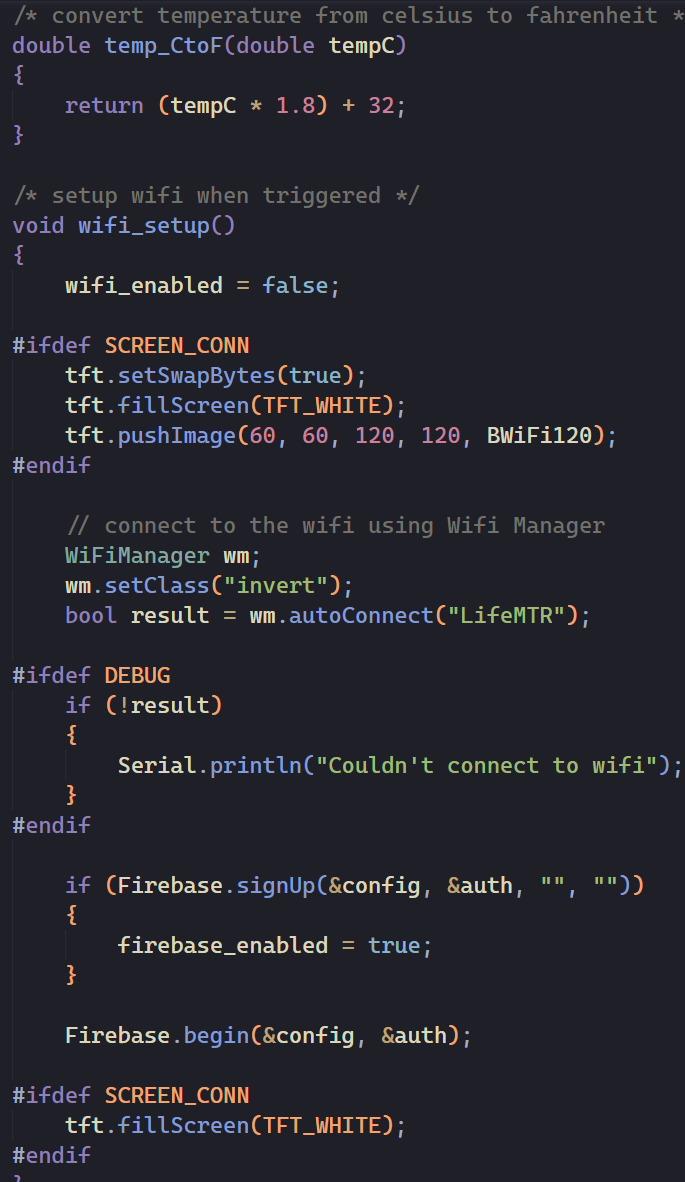 /* convert temperature from celsius to fahrenheit *
double temp_CtoF(double tempC)
{
    return (tempC * 1.8) + 32;
}

/* setup wifi when triggered */
void wifi_setup()
{
    wifi_enabled = false;

#ifdef SCREEN_CONN
    tft.setSwapBytes(true);
    tft.fillScreen(TFT_WHITE);
    tft.pushImage(60, 60, 120, 120, BWiFi120);
#endif

    // connect to the wifi using Wifi Manager
    WiFiManager wm;
    wm.setClass("invert");
    bool result = wm.autoConnect("LifeMTR");

#ifdef DEBUG
    if (!result)
    {
        Serial.println("Couldn't connect to wifi");
    }
#endif

    if (Firebase.signUp(&config, &auth, "", ""))
    {
        firebase_enabled = true;
    }

    Firebase.begin(&config, &auth);

#ifdef SCREEN_CONN
    tft.fillScreen(TFT_WHITE);
#endif
}